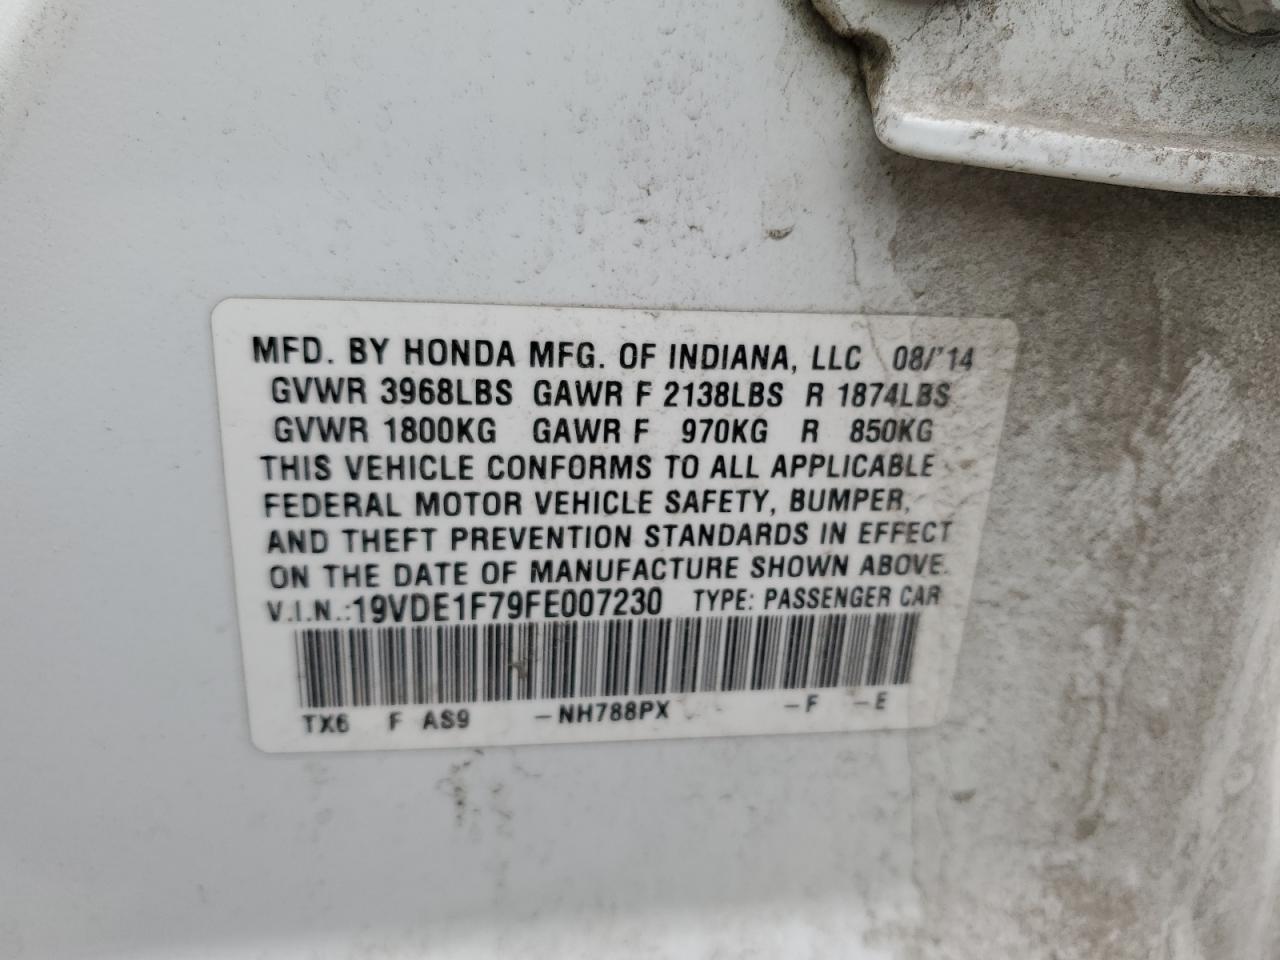 MFD. BY HONDA MFG. OF INDIANA, LLC 08/'14
GVWR 3968LBS GAWR F 2138LBS R 1874LBS
GVWR 1800KG GAWR F 970KG R 850KG
THIS VEHICLE CONFORMS TO ALL APPLICABLE
FEDERAL MOTOR VEHICLE SAFETY, BUMPER,
AND THEFT PREVENTION STANDARDS IN EFFECT
ON THE DATE OF MANUFACTURE SHOWN ABOVE.
V.I.N.:19VDE1F79FE007230 TYPE: PASSENGER CAR
TX6 F AS9 -NH788PX -F -E